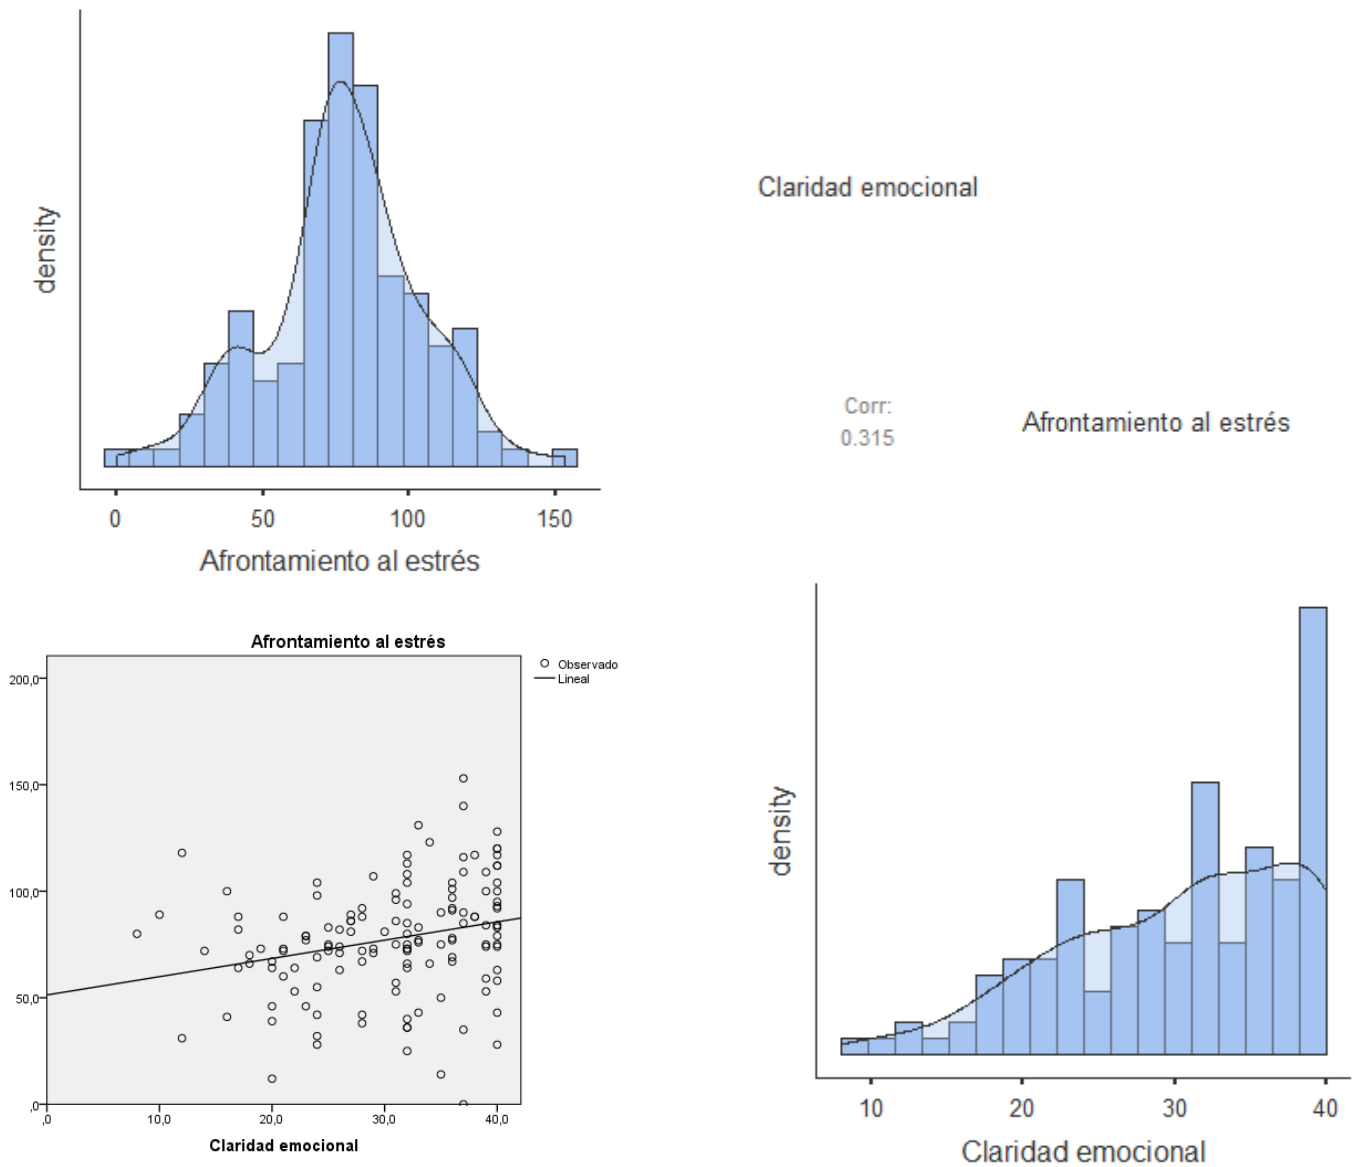 density
0 50 100 150
Afrontamiento al estrés
Claridad emocional
Corr:
0.315
Afrontamiento al estrés
Afrontamiento al estrés
Observado
Lineal
200,0
150,0
100,0
50,0
,0
,0 10,0 20,0 30,0 40,0
Claridad emocional
density
10 20 30 40
Claridad emocional